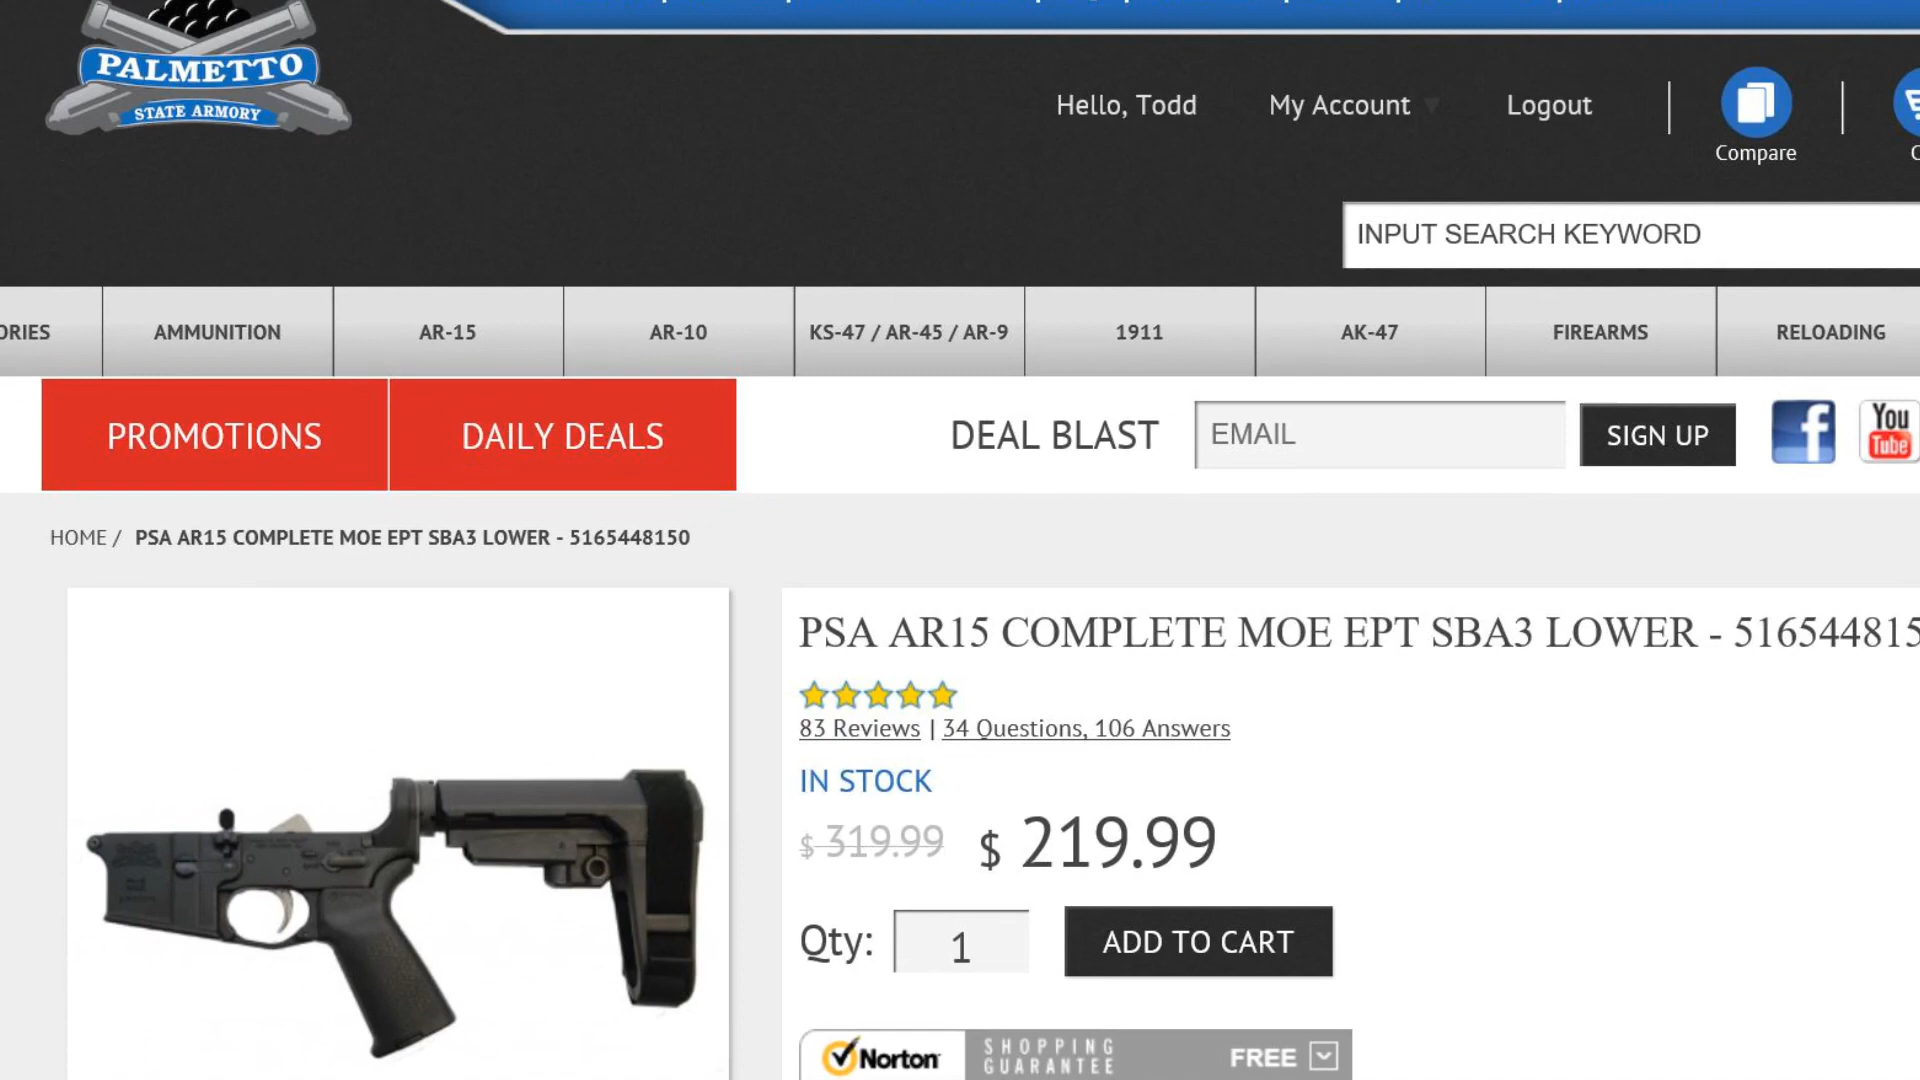 PALMETTO
STATE ARMORY
Hello, Todd
My Account
Logout
Compare
INPUT SEARCH KEYWORD
ORIES
AMMUNITION
AR-15
AR-10
KS-47 / AR-45 / AR-9
1911
AK-47
FIREARMS
RELOADING
PROMOTIONS
DAILY DEALS
DEAL BLAST
EMAIL
SIGN UP
f
You
Tube
HOME / PSA AR15 COMPLETE MOE EPT SBA3 LOWER - 5165448150
PSA AR15 COMPLETE MOE EPT SBA3 LOWER - 516544815
83 Reviews | 34 Questions, 106 Answers
IN STOCK
$ 319.99 $ 219.99
Qty: 1
ADD TO CART
Norton
SHOPPING
GUARANTEE
FREE